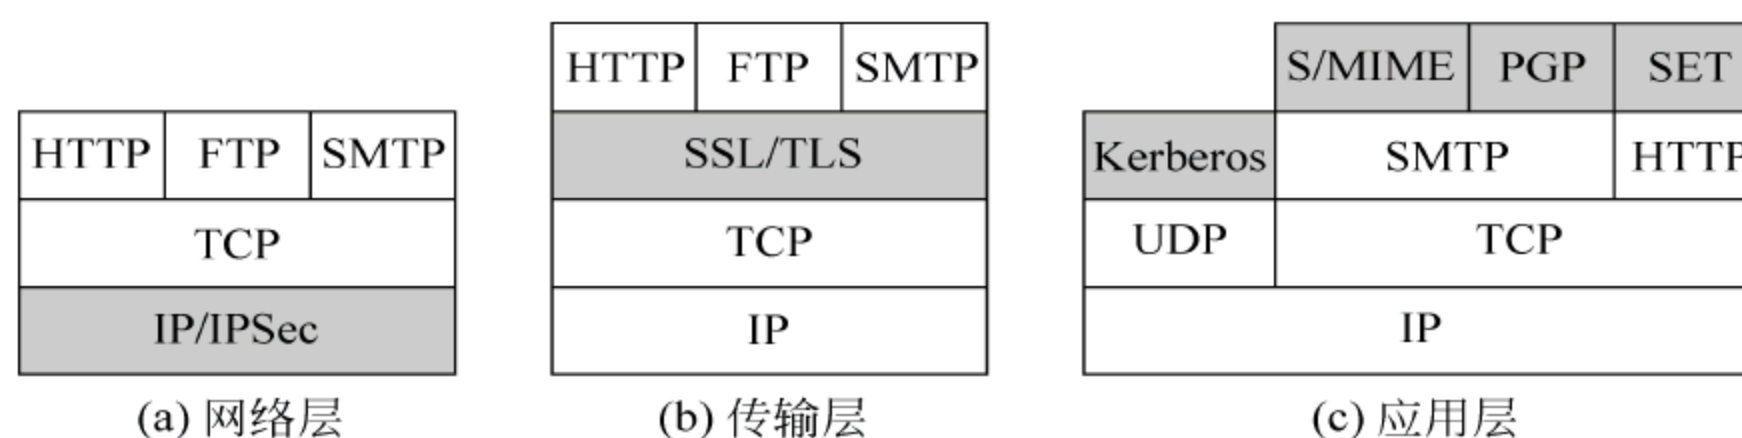 HTTP FTP SMTP
TCP
IP/IPSec
(a) 网络层
HTTP FTP SMTP
SSL/TLS
TCP
IP
(b) 传输层
S/MIME PGP SET
Kerberos SMTP HTTP
UDP TCP
IP
(c) 应用层